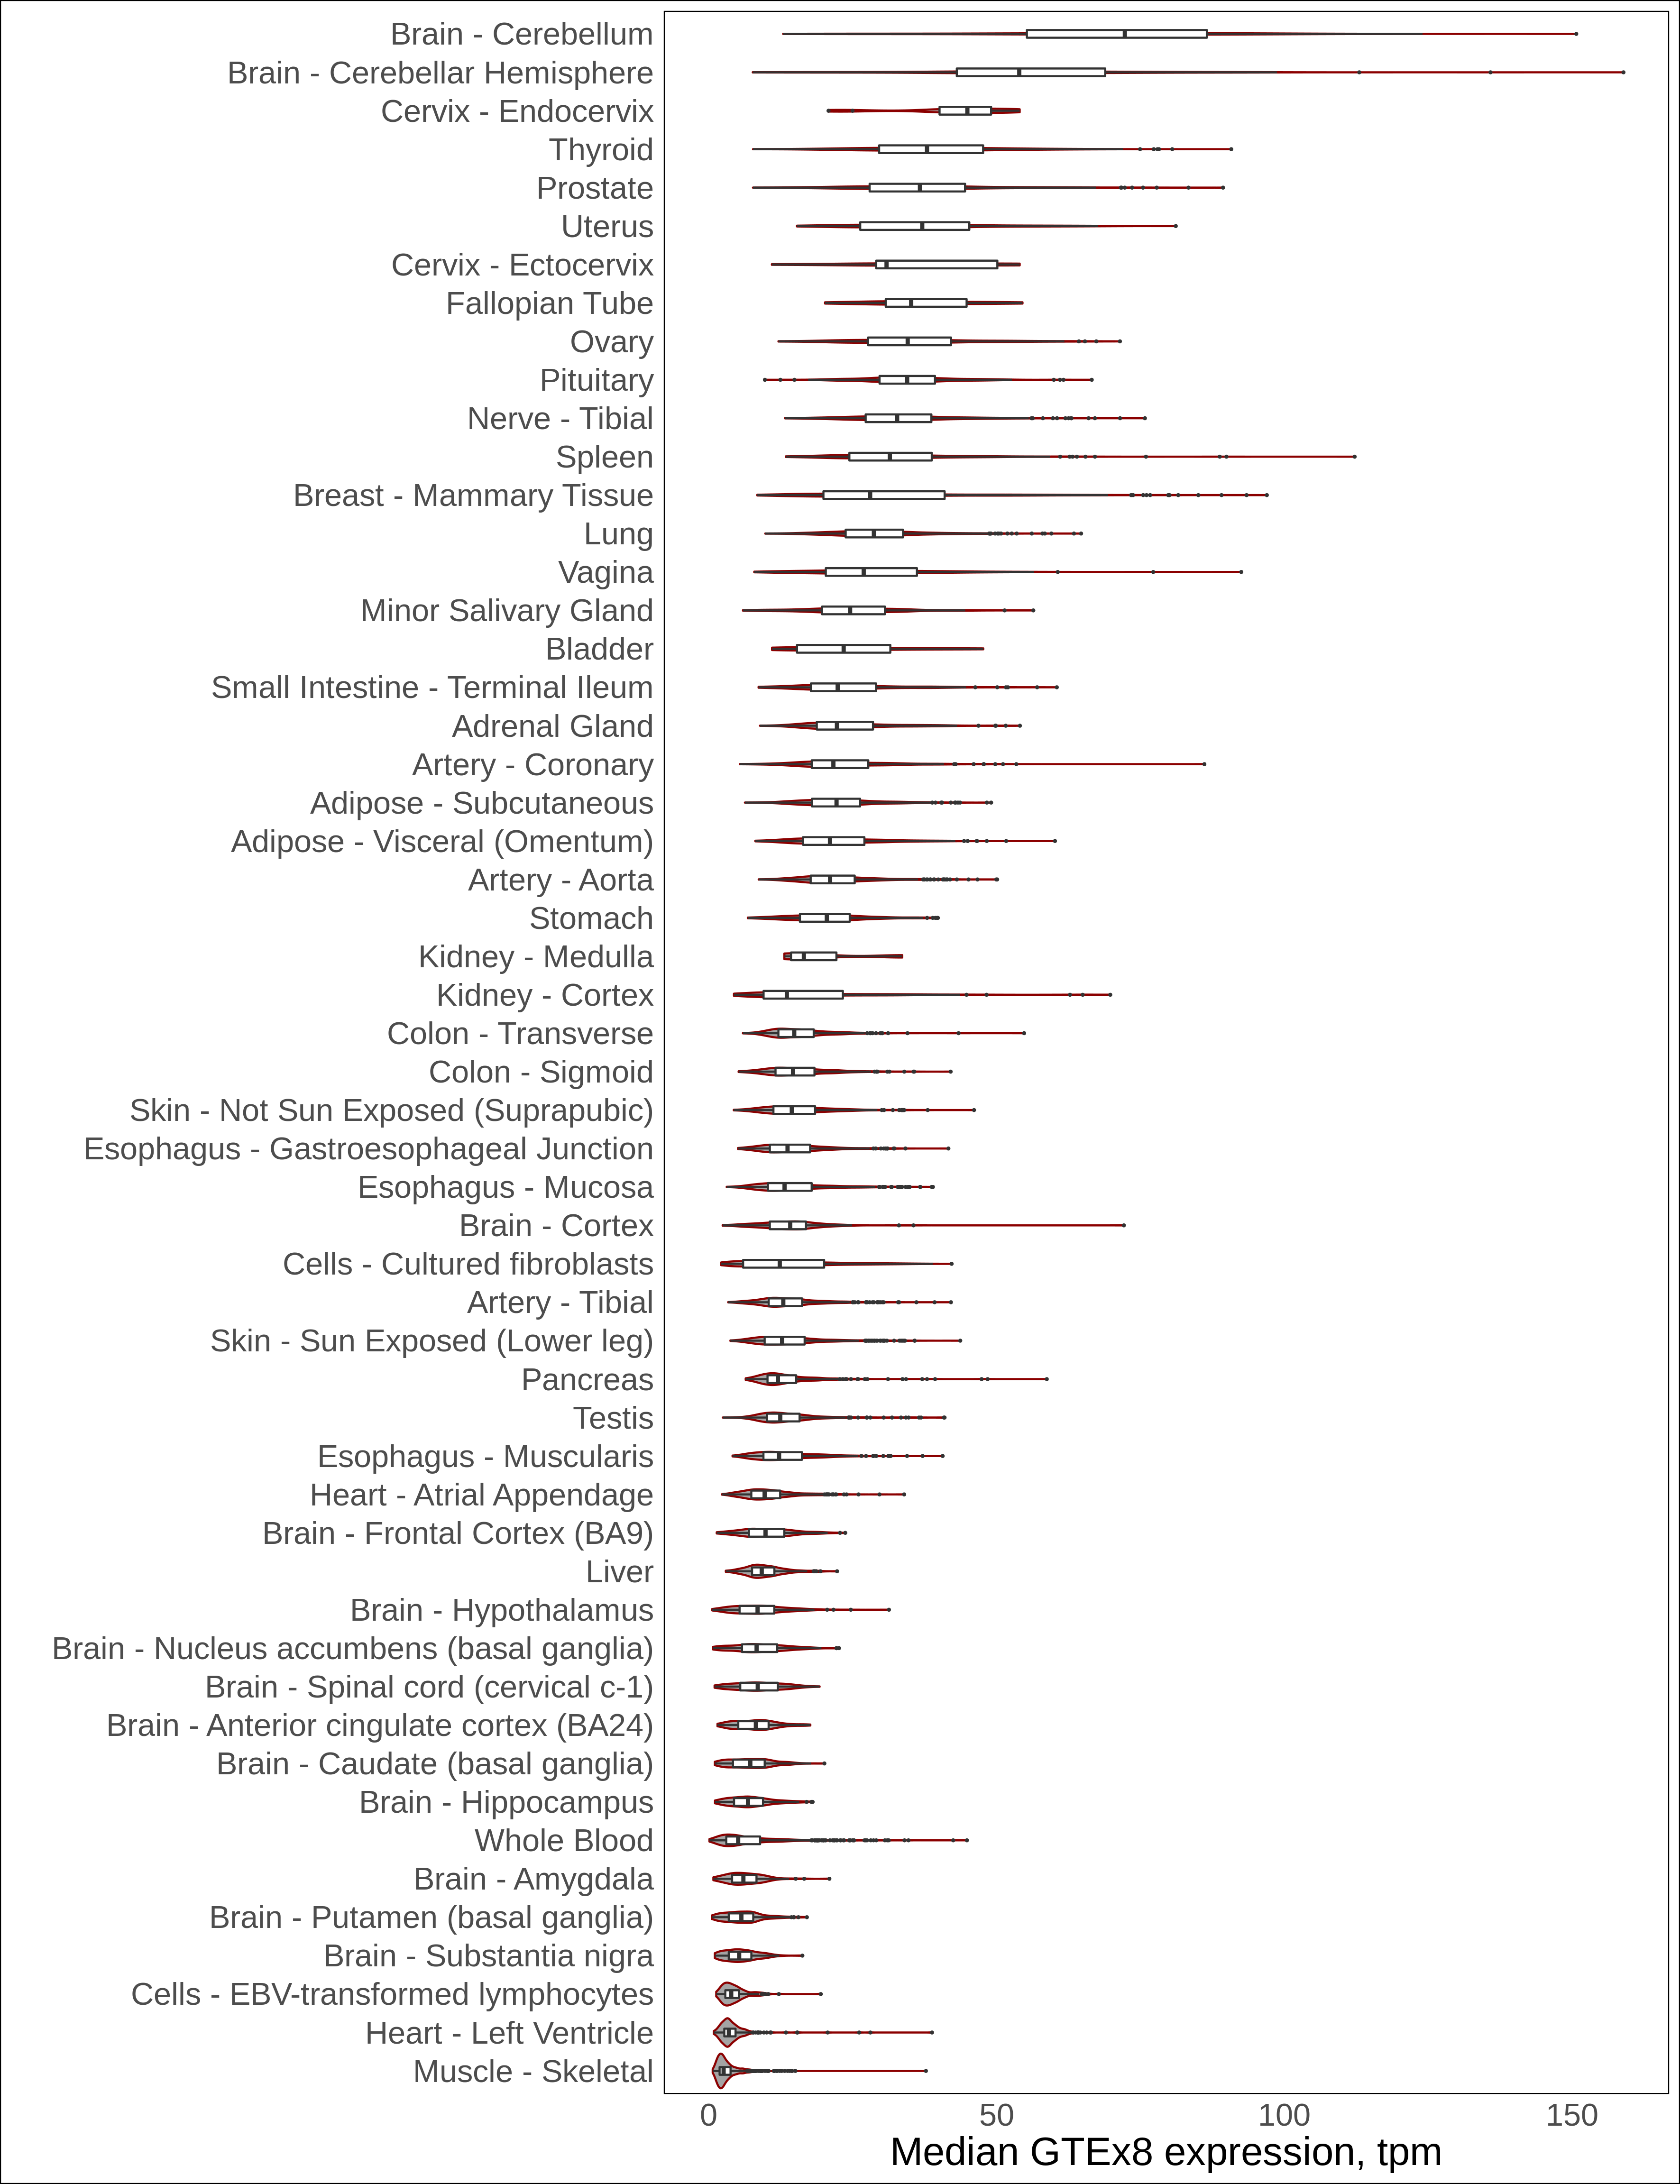 Brain - Cerebellum
Brain - Cerebellar Hemisphere
Cervix - Endocervix
Thyroid
Prostate
Uterus
Cervix - Ectocervix
Fallopian Tube
Ovary
Pituitary
Nerve - Tibial
Spleen
Breast - Mammary Tissue
Lung
Vagina
Minor Salivary Gland
Bladder
Small Intestine - Terminal Ileum
Adrenal Gland
Artery - Coronary
Adipose - Subcutaneous
Adipose - Visceral (Omentum)
Artery - Aorta
Stomach
Kidney - Medulla
Kidney - Cortex
Colon - Transverse
Colon - Sigmoid
Skin - Not Sun Exposed (Suprapubic)
Esophagus - Gastroesophageal Junction
Esophagus - Mucosa
Brain - Cortex
Cells - Cultured fibroblasts
Artery - Tibial
Skin - Sun Exposed (Lower leg)
Pancreas
Testis
Esophagus - Muscularis
Heart - Atrial Appendage
Brain - Frontal Cortex (BA9)
Liver
Brain - Hypothalamus
Brain - Nucleus accumbens (basal ganglia)
Brain - Spinal cord (cervical c-1)
Brain - Anterior cingulate cortex (BA24)
Brain - Caudate (basal ganglia)
Brain - Hippocampus
Whole Blood
Brain - Amygdala
Brain - Putamen (basal ganglia)
Brain - Substantia nigra
Cells - EBV-transformed lymphocytes
Heart - Left Ventricle
Muscle - Skeletal
0 50 100 150
Median GTEx8 expression, tpm